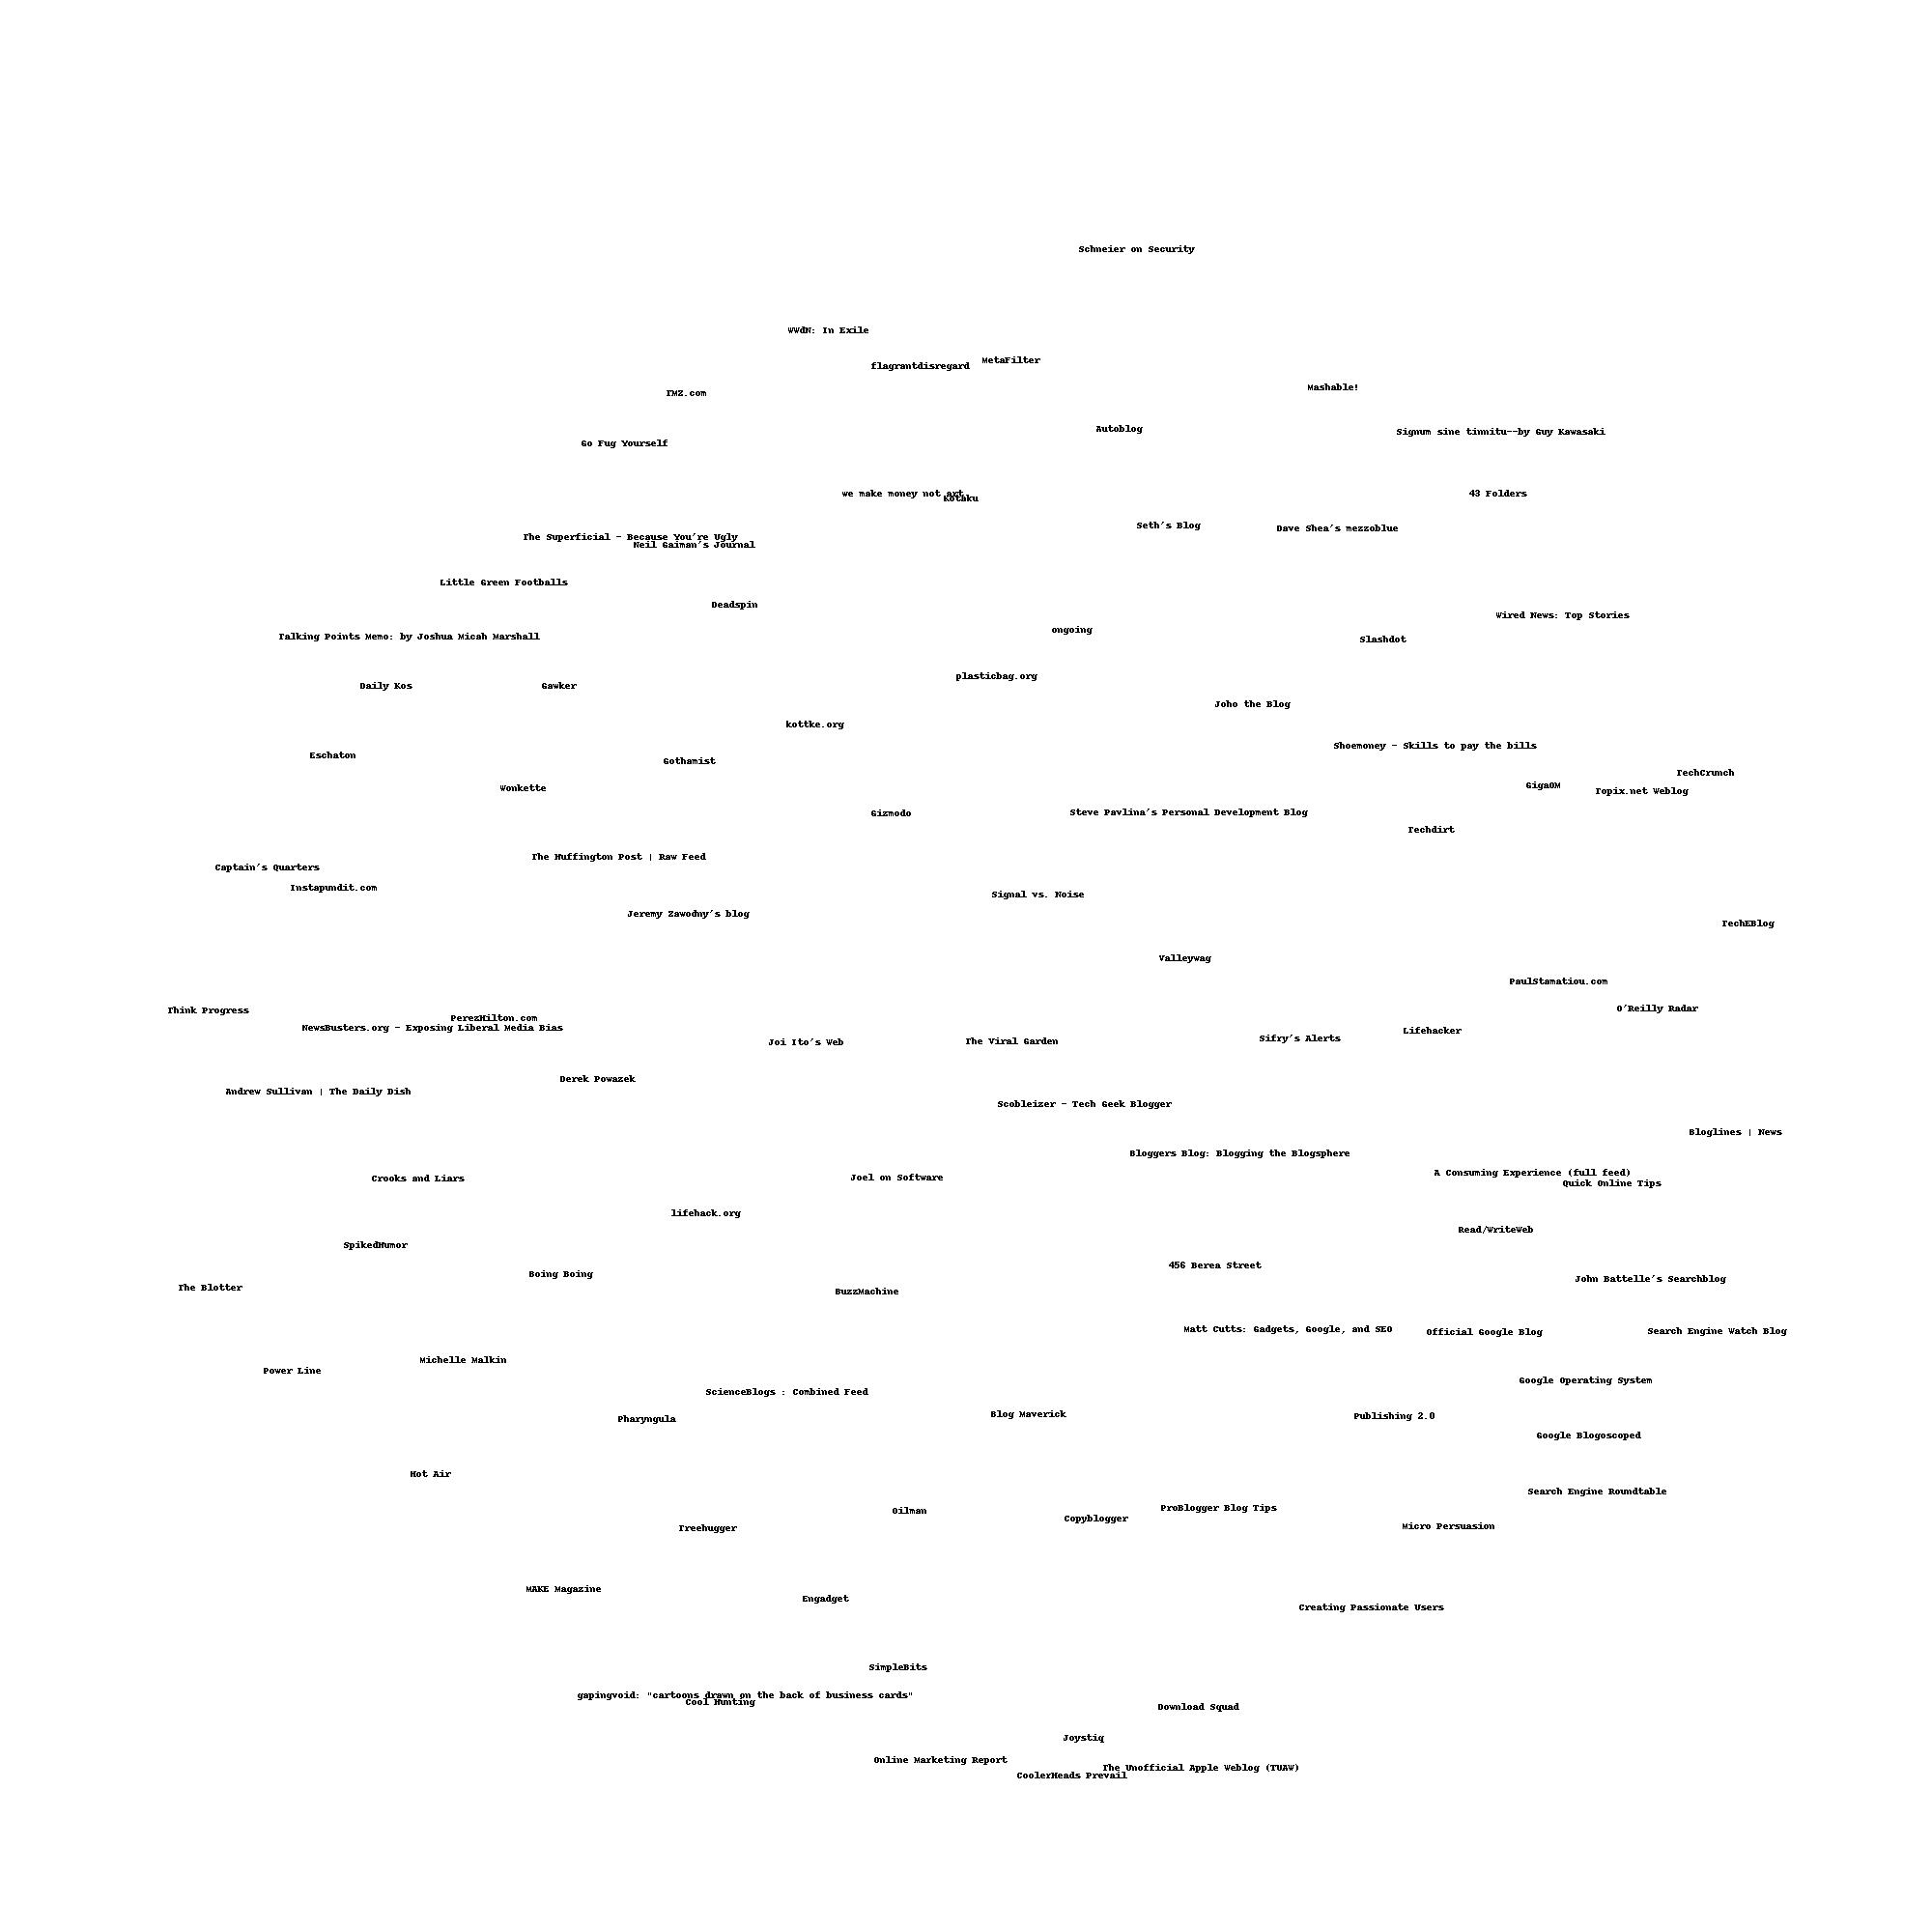 Schneier on Security
WWdN: In Exile
MetaFilter
flagrantdisregard
Mashable!
TMZ.com
Autoblog
Signum sine tinnitu--by Guy Kawasaki
Go Fug Yourself
we make money not art
Kotaku
43 Folders
Seth's Blog
Dave Shea's mezzoblue
The Superficial - Because You're Ugly
Neil Gaiman's Journal
Little Green Footballs
Deadspin
Wired News: Top Stories
ongoing
Talking Points Memo: by Joshua Micah Marshall
Slashdot
plasticbag.org
Daily Kos
Gawker
Joho the Blog
kottke.org
Shoemoney - Skills to pay the bills
Eschaton
Gothamist
TechCrunch
GigaOM
Wonkette
Topix.net Weblog
Gizmodo
Steve Pavlina's Personal Development Blog
Techdirt
The Huffington Post | Raw Feed
Captain's Quarters
Instapundit.com
Signal vs. Noise
Jeremy Zawodny's blog
TechEBlog
Valleywag
PaulStamatiou.com
O'Reilly Radar
Think Progress
PerezHilton.com
NewsBusters.org - Exposing Liberal Media Bias
Lifehacker
Sifry's Alerts
Joi Ito's Web
The Viral Garden
Derek Powazek
Andrew Sullivan | The Daily Dish
Scobleizer - Tech Geek Blogger
Bloglines | News
Bloggers Blog: Blogging the Blogsphere
A Consuming Experience (full feed)
Crooks and Liars
Joel on Software
Quick Online Tips
lifehack.org
Read/WriteWeb
SpikedHumor
456 Berea Street
Boing Boing
John Battelle's Searchblog
The Blotter
BuzzMachine
Matt Cutts: Gadgets, Google, and SEO
Official Google Blog
Search Engine Watch Blog
Michelle Malkin
Power Line
Google Operating System
ScienceBlogs : Combined Feed
Blog Maverick
Publishing 2.0
Pharyngula
Google Blogoscoped
Hot Air
Search Engine Roundtable
ProBlogger Blog Tips
Oilman
Copyblogger
Micro Persuasion
Treehugger
MAKE Magazine
Engadget
Creating Passionate Users
SimpleBits
gapingvoid: "cartoons drawn on the back of business cards"
Cool Hunting
Download Squad
Joystiq
Online Marketing Report
The Unofficial Apple Weblog (TUAW)
CoolerHeads Prevail